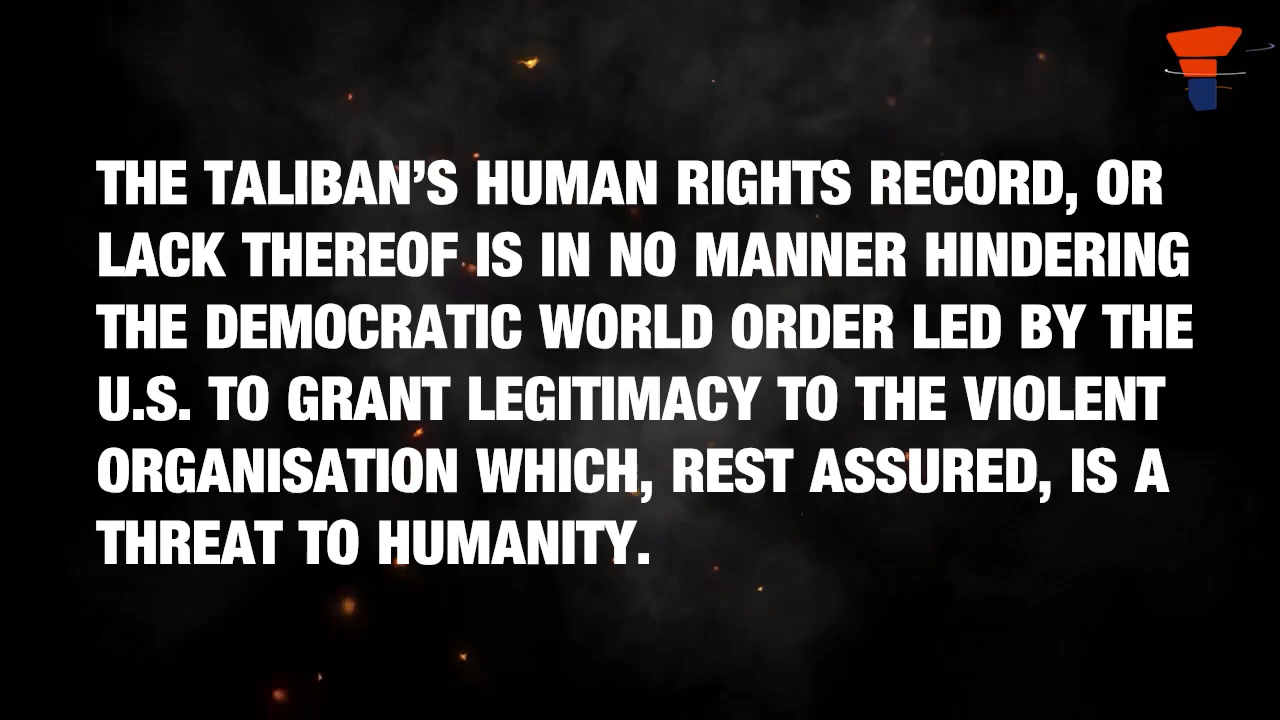 THE TALIBAN’S HUMAN RIGHTS RECORD, OR
LACK THEREOF IS IN NO MANNER HINDERING
THE DEMOCRATIC WORLD ORDER LED BY THE
U.S. TO GRANT LEGITIMACY TO THE VIOLENT
ORGANISATION WHICH, REST ASSURED, IS A
THREAT TO HUMANITY.